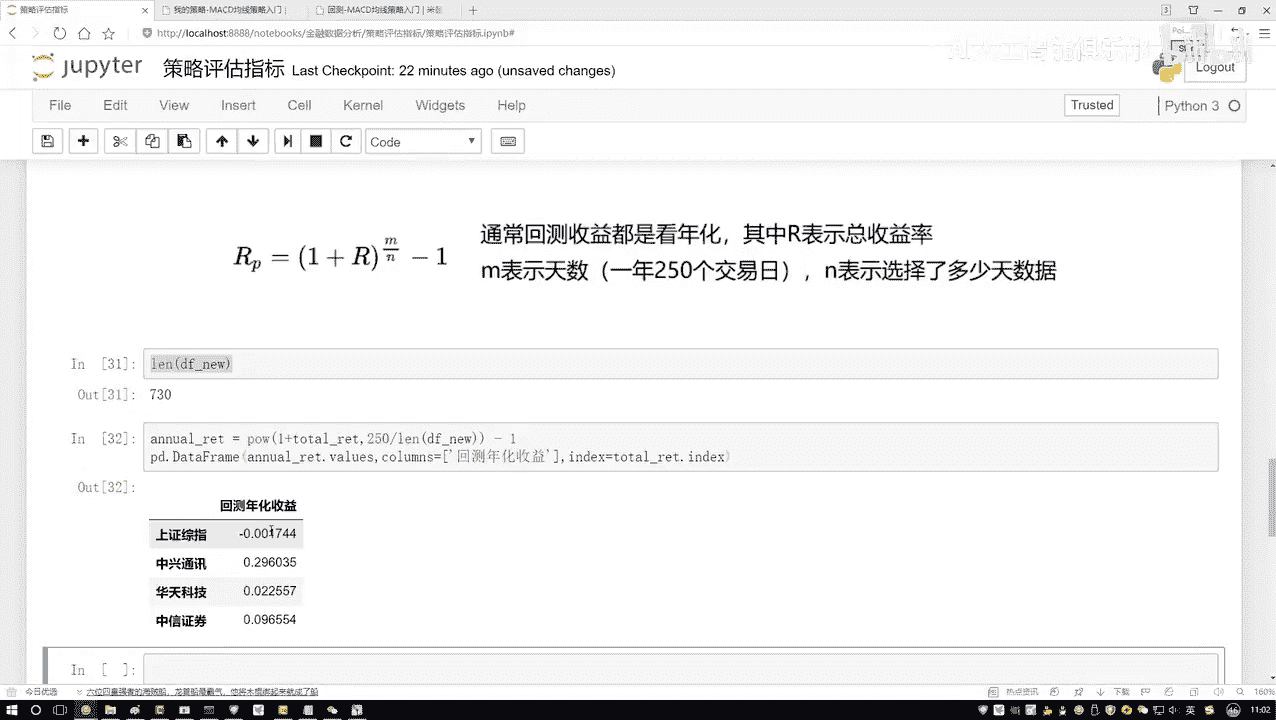 策略评估指标
我的策略-MACD均线策略入门
回测-MACD均线策略入门 | 米筐
http://localhost:8888/notebooks/金融数据分析/策略评估指标/策略评估指标.ipynb#
jupyter 策略评估指标 Last Checkpoint: 22 minutes ago (unsaved changes)
Logout
File Edit View Insert Cell Kernel Widgets Help
Trusted
Python 3
Code
R_p = (1 + R)^{m/n} − 1
通常回测收益都是看年化，其中R表示总收益率
m表示天数（一年250个交易日），n表示选择了多少天数据
In [31]: len(df_new)
Out[31]: 730
In [32]: annual_ret = pow(1+total_ret,250/len(df_new)) - 1
pd.DataFrame(annual_ret.values,columns=['回测年化收益'],index=total_ret.index)
Out[32]:
回测年化收益
上证综指 -0.001744
中兴通讯 0.296035
华天科技 0.022557
中信证券 0.096554
In [ ]:
今日优选
热点资讯
下载
160%
英
11:02